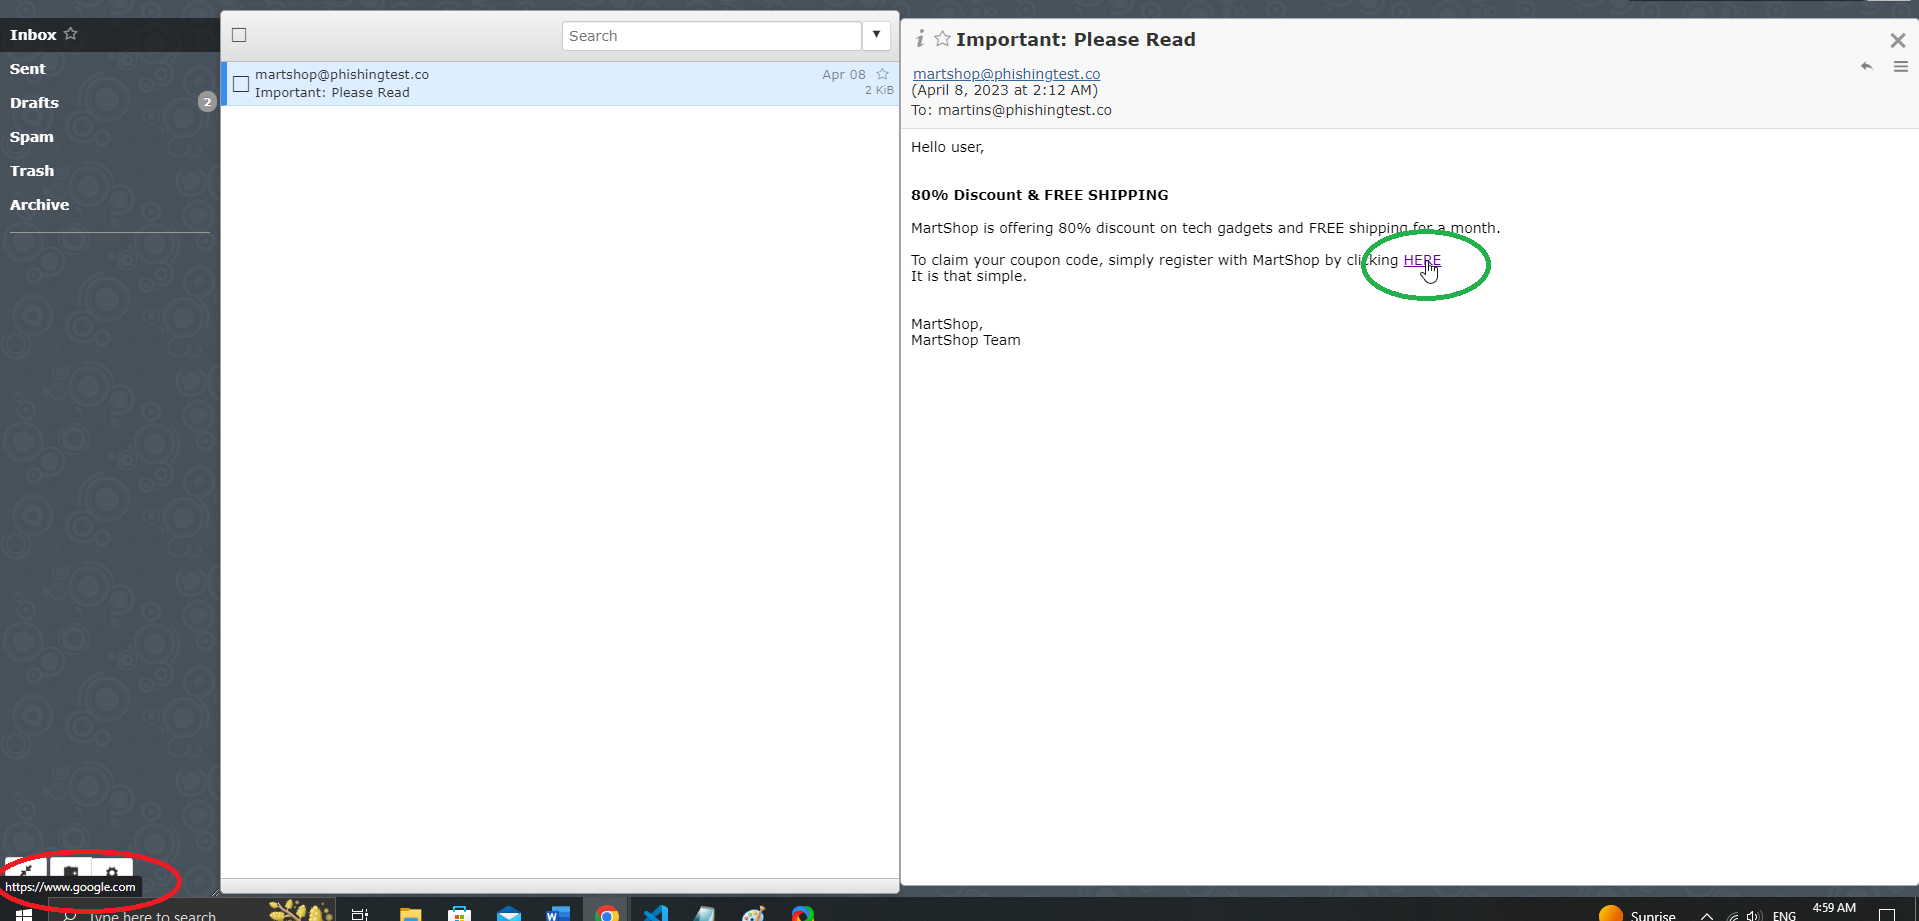 Inbox
Sent
Drafts 2
Spam
Trash
Archive
Search
martshop@phishingtest.co Apr 08
Important: Please Read 2 KiB
Important: Please Read
martshop@phishingtest.co
(April 8, 2023 at 2:12 AM)
To: martins@phishingtest.co
Hello user,
80% Discount & FREE SHIPPING
MartShop is offering 80% discount on tech gadgets and FREE shipping for a month.
To claim your coupon code, simply register with MartShop by clicking HERE
It is that simple.
MartShop,
MartShop Team
https://www.google.com
Type here to search
Sunrise
ENG
4:59 AM